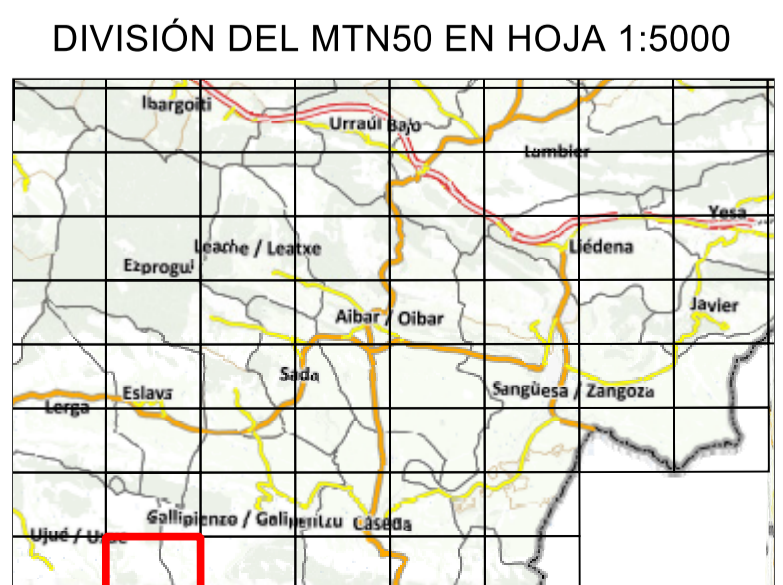 DIVISIÓN DEL MTN50 EN HOJA 1:5000
Ibargoiti
Urraúl Bajo
Lumbier
Yesa
Leache / Leatxe
Liédena
Ezprogui
Javier
Aibar / Oibar
Sada
Sangüesa / Zangoza
Eslava
Lerga
Gallipienzo / Galipentzu
Cáseda
Ujué /